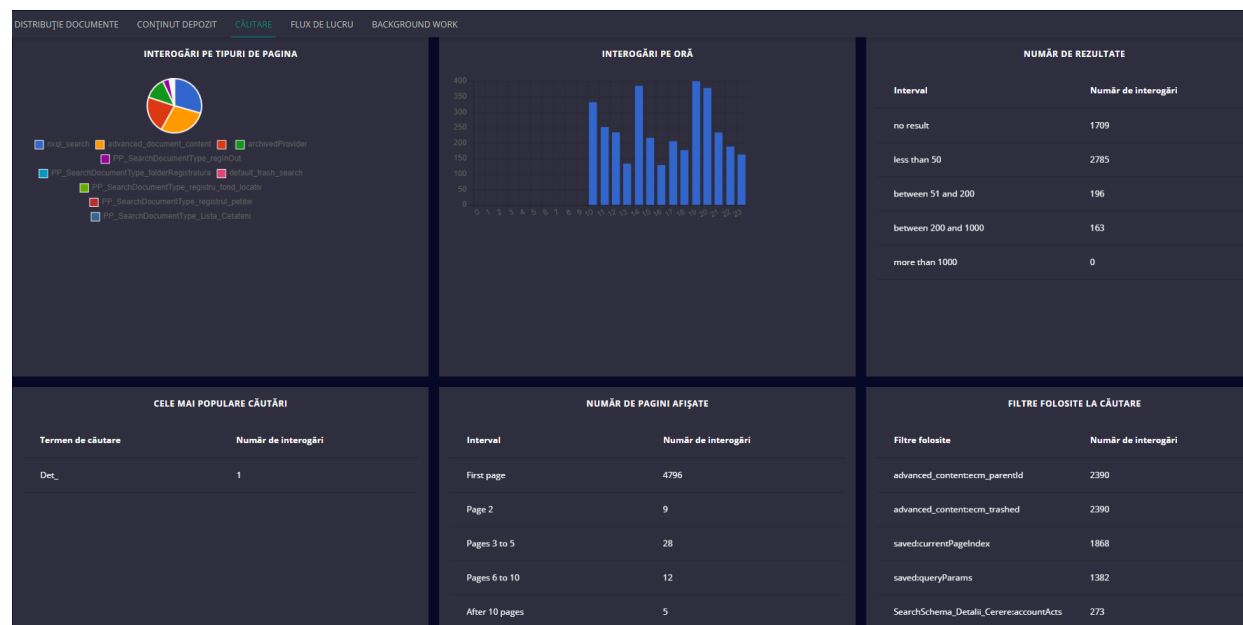 DISTRIBUȚIE DOCUMENTE CONȚINUT DEPOZIT CĂUTARE FLUX DE LUCRU BACKGROUND WORK
INTEROGĂRI PE TIPURI DE PAGINA
nxql_search advanced_document_content archivedProvider
PP_SearchDocumentType_regInOut
PP_SearchDocumentType_folderRegistratura default_trash_search
PP_SearchDocumentType_registru_fond_locativ
PP_SearchDocumentType_registrul_petitie
PP_SearchDocumentType_Lista_Cetateni
INTEROGĂRI PE ORĂ
400
350
300
250
200
150
100
50
0
0 1 2 3 4 5 6 7 8 9 10 11 12 13 14 15 16 17 18 19 20 21 22 23
NUMĂR DE REZULTATE
Interval Număr de interogări
no result 1709
less than 50 2785
between 51 and 200 196
between 200 and 1000 163
more than 1000 0
CELE MAI POPULARE CĂUTĂRI
Termen de căutare Număr de interogări
Det_ 1
NUMĂR DE PAGINI AFIȘATE
Interval Număr de interogări
First page 4796
Page 2 9
Pages 3 to 5 28
Pages 6 to 10 12
After 10 pages 5
FILTRE FOLOSITE LA CĂUTARE
Filtre folosite Număr de interogări
advanced_content:ecm_parentId 2390
advanced_content:ecm_trashed 2390
saved:currentPageIndex 1868
saved:queryParams 1382
SearchSchema_Detalii_Cerere:accountActs 273